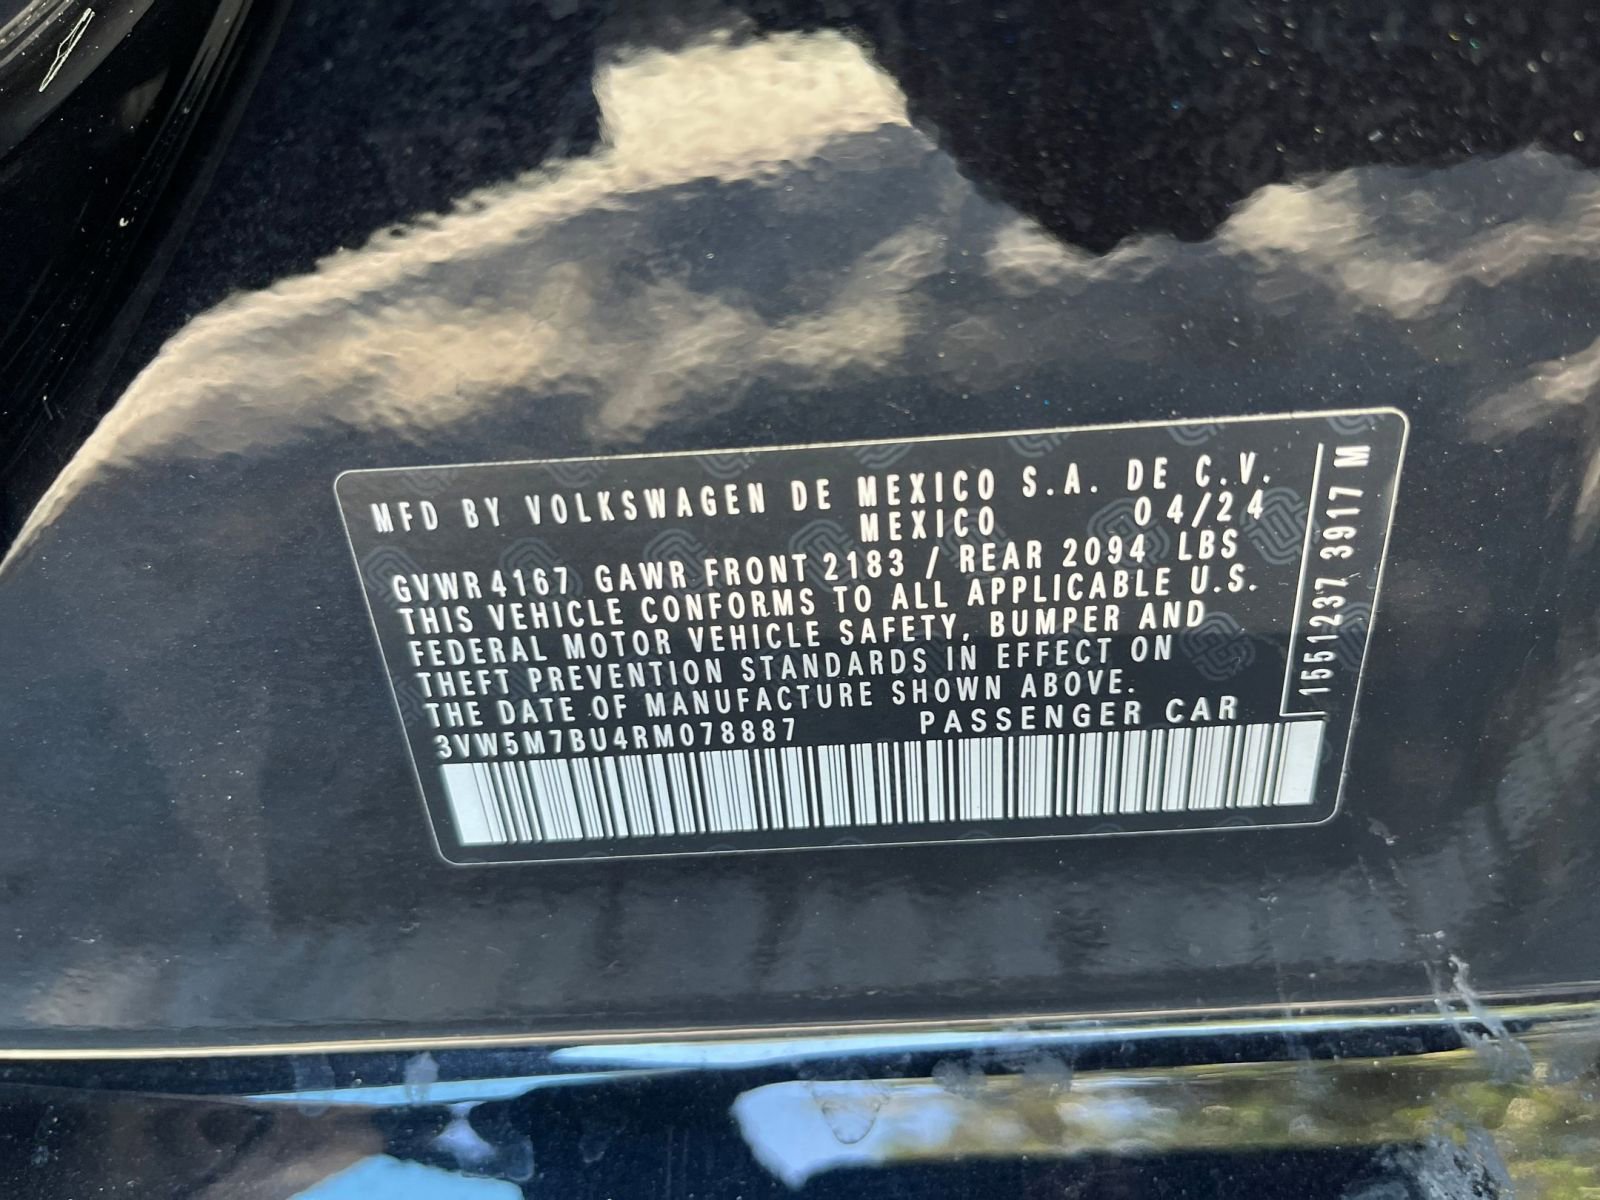 MFD BY VOLKSWAGEN DE MEXICO S.A. DE C.V.
MEXICO 04/24
GVWR 4167 GAWR FRONT 2183 / REAR 2094 LBS
THIS VEHICLE CONFORMS TO ALL APPLICABLE U.S.
FEDERAL MOTOR VEHICLE SAFETY, BUMPER AND
THEFT PREVENTION STANDARDS IN EFFECT ON
THE DATE OF MANUFACTURE SHOWN ABOVE.
3VW5M7BU4RM078887 PASSENGER CAR
1551237 3917 M